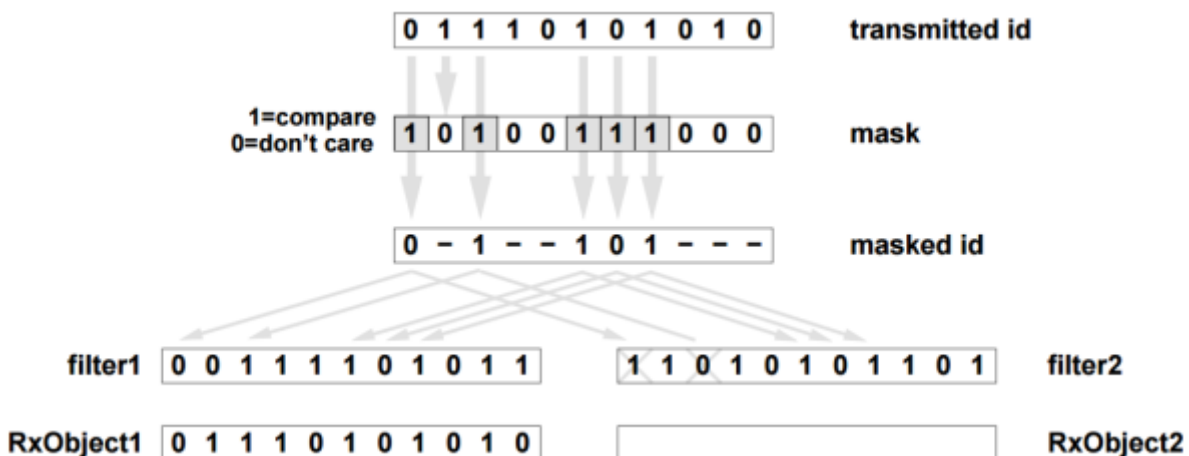 0 1 1 1 0 1 0 1 0 1 0 transmitted id
1=compare
0=don't care
1 0 1 0 0 1 1 1 0 0 0 mask
0 – 1 – – 1 0 1 – – – masked id
filter1 0 0 1 1 1 1 0 1 0 1 1
1 1 0 1 0 1 0 1 1 0 1 filter2
RxObject1 0 1 1 1 0 1 0 1 0 1 0
RxObject2